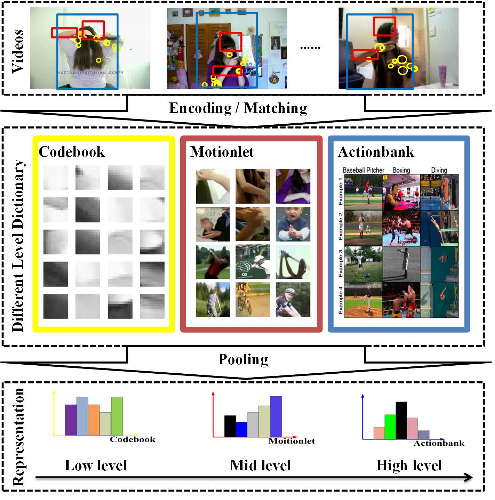 Videos
......
Encoding / Matching
Different Level Dictionary
Codebook
Motionlet
Actionbank
Baseball Pitcher Boxing Diving
Example 1
Example 2
Example 3
Example 4
Pooling
Representation
Codebook
Moitionlet
Actionbank
Low level
Mid level
High level